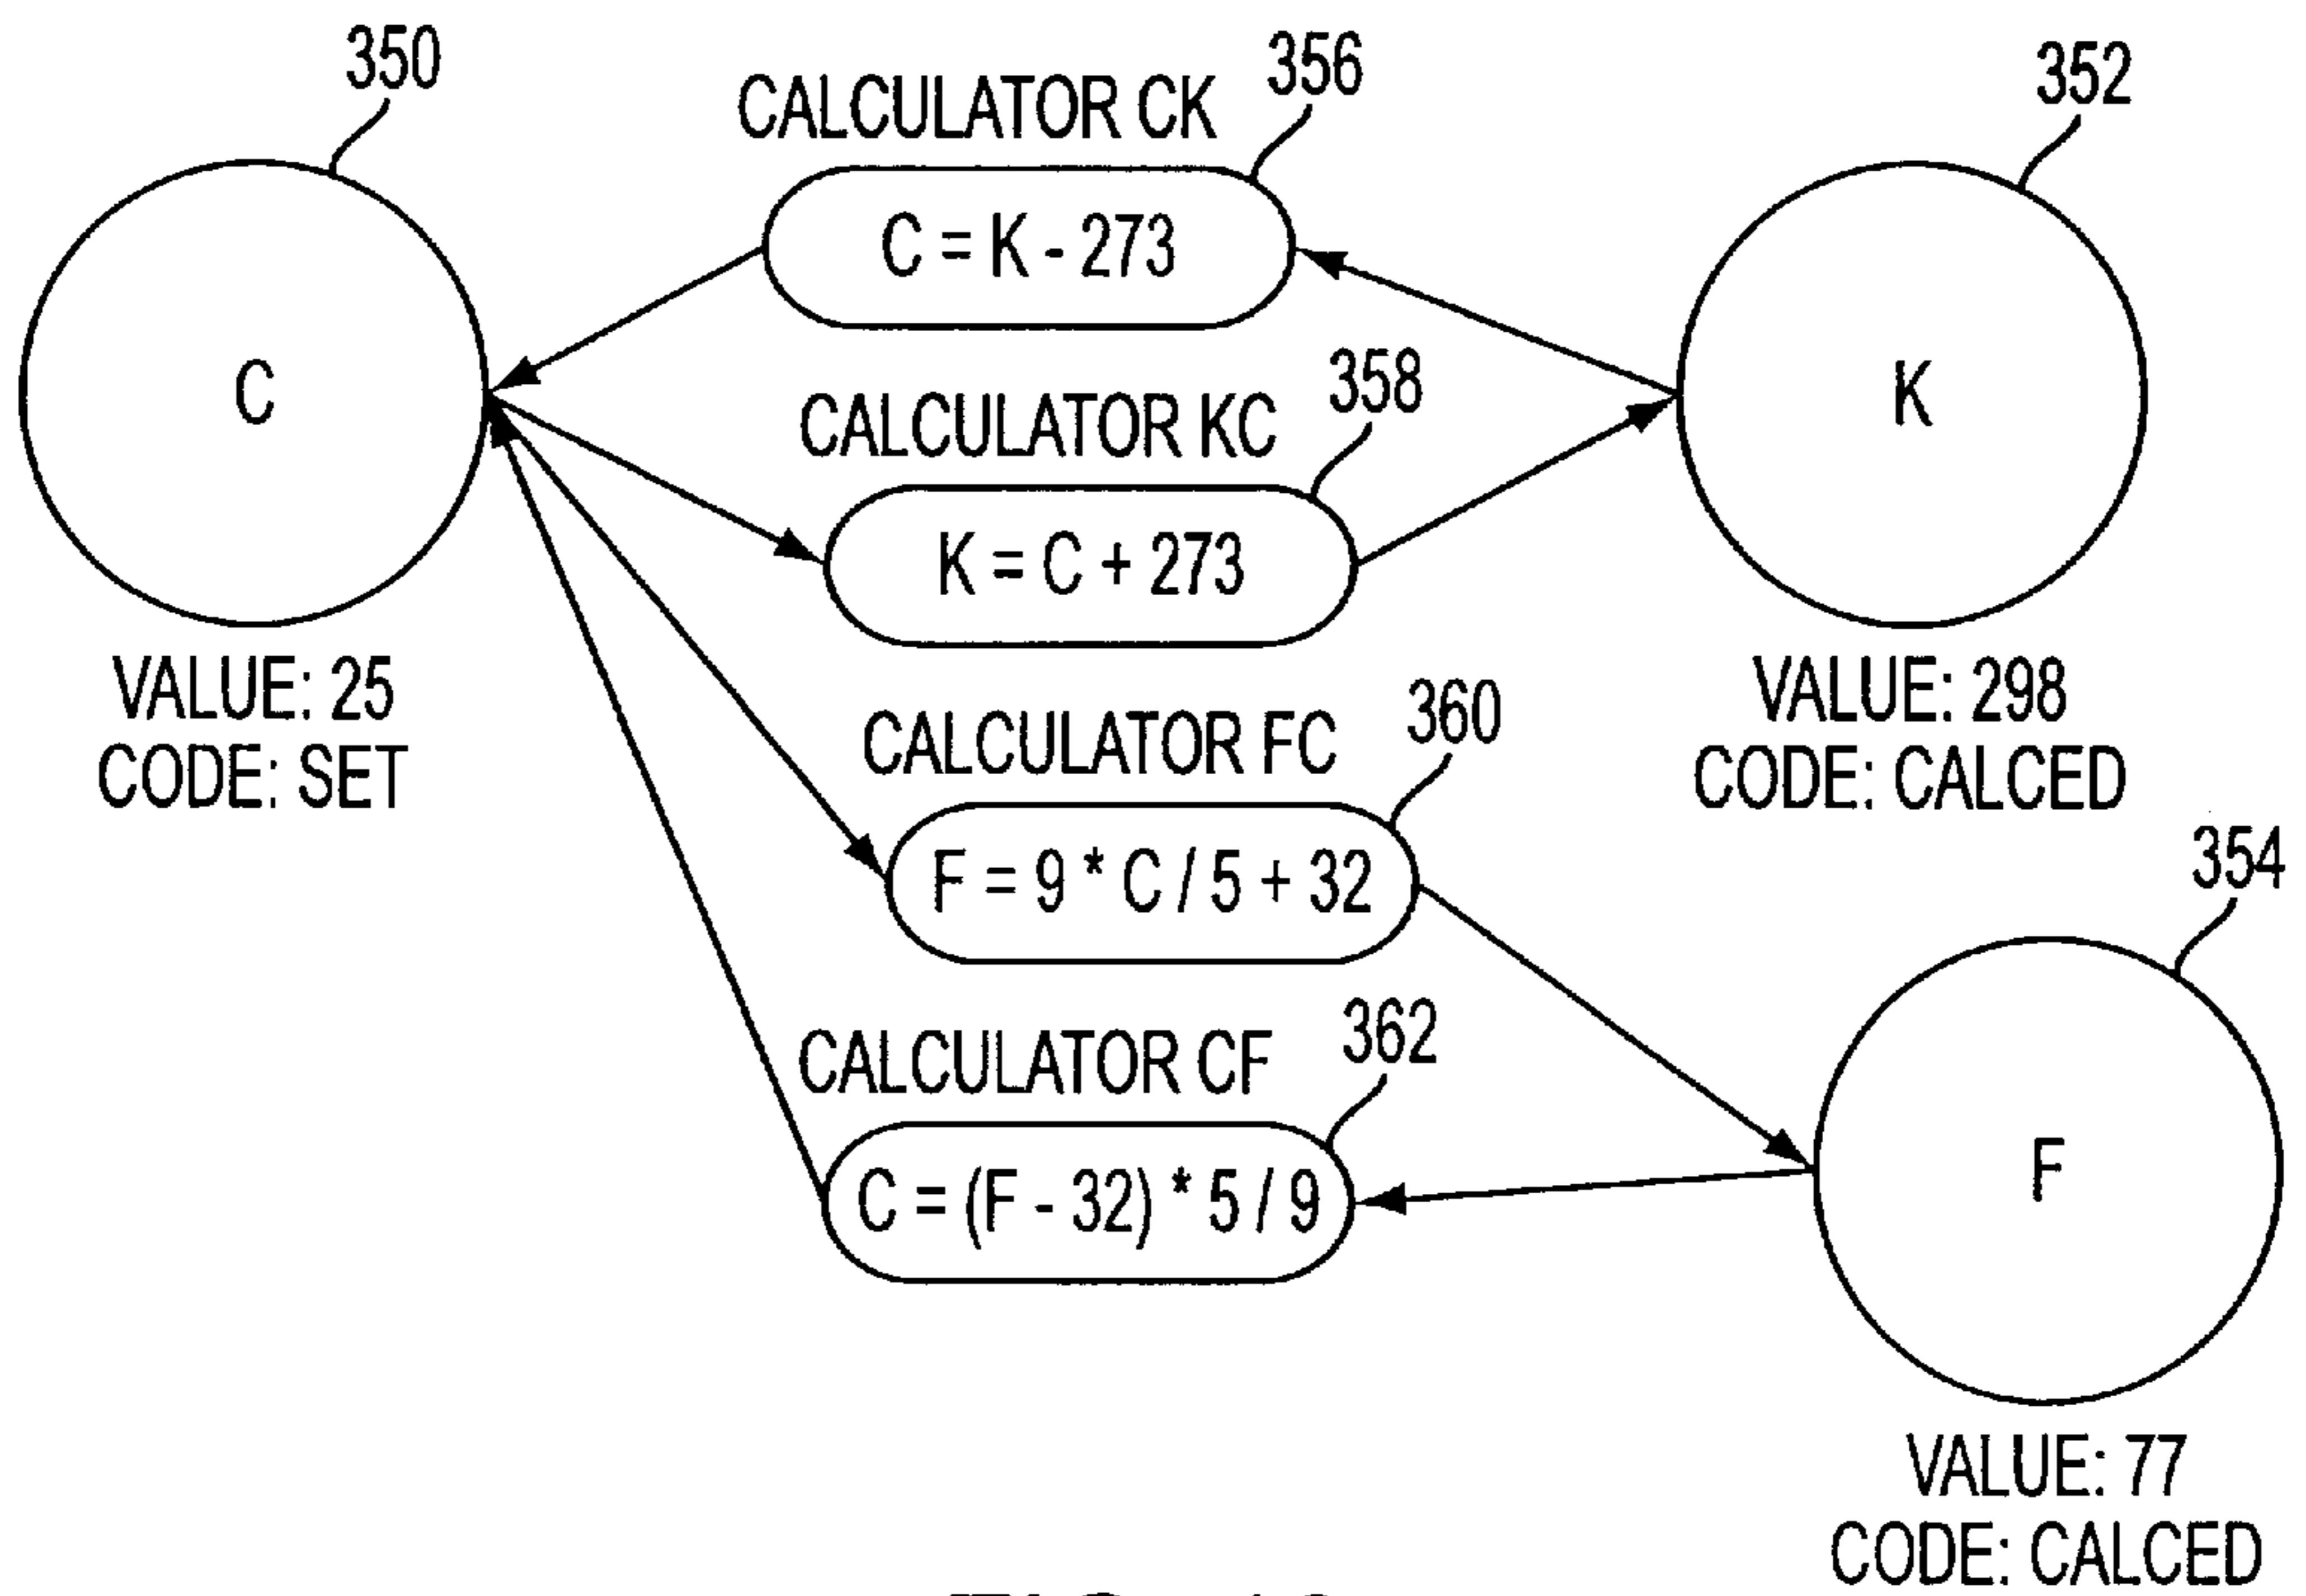 350
CALCULATOR CK
356
352
C = K - 273
C
K
CALCULATOR KC
358
K = C + 273
VALUE: 25
CODE: SET
VALUE: 298
CODE: CALCED
CALCULATOR FC
360
F = 9 * C / 5 + 32
354
CALCULATOR CF
362
C = (F - 32) * 5 / 9
F
VALUE: 77
CODE: CALCED